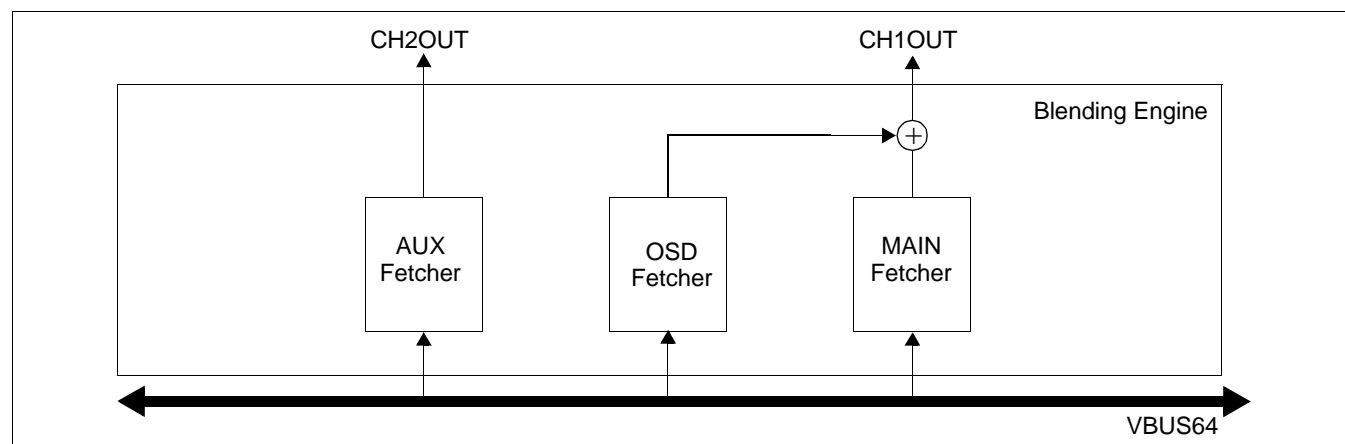 CH2OUT
CH1OUT
Blending Engine
+
AUX
Fetcher
OSD
Fetcher
MAIN
Fetcher
VBUS64